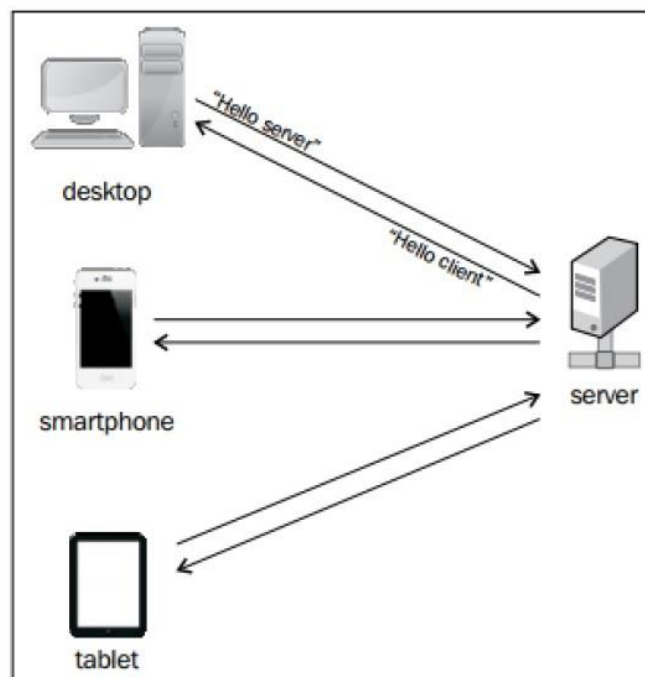 "Hello server"
desktop
"Hello client"
smartphone
server
tablet